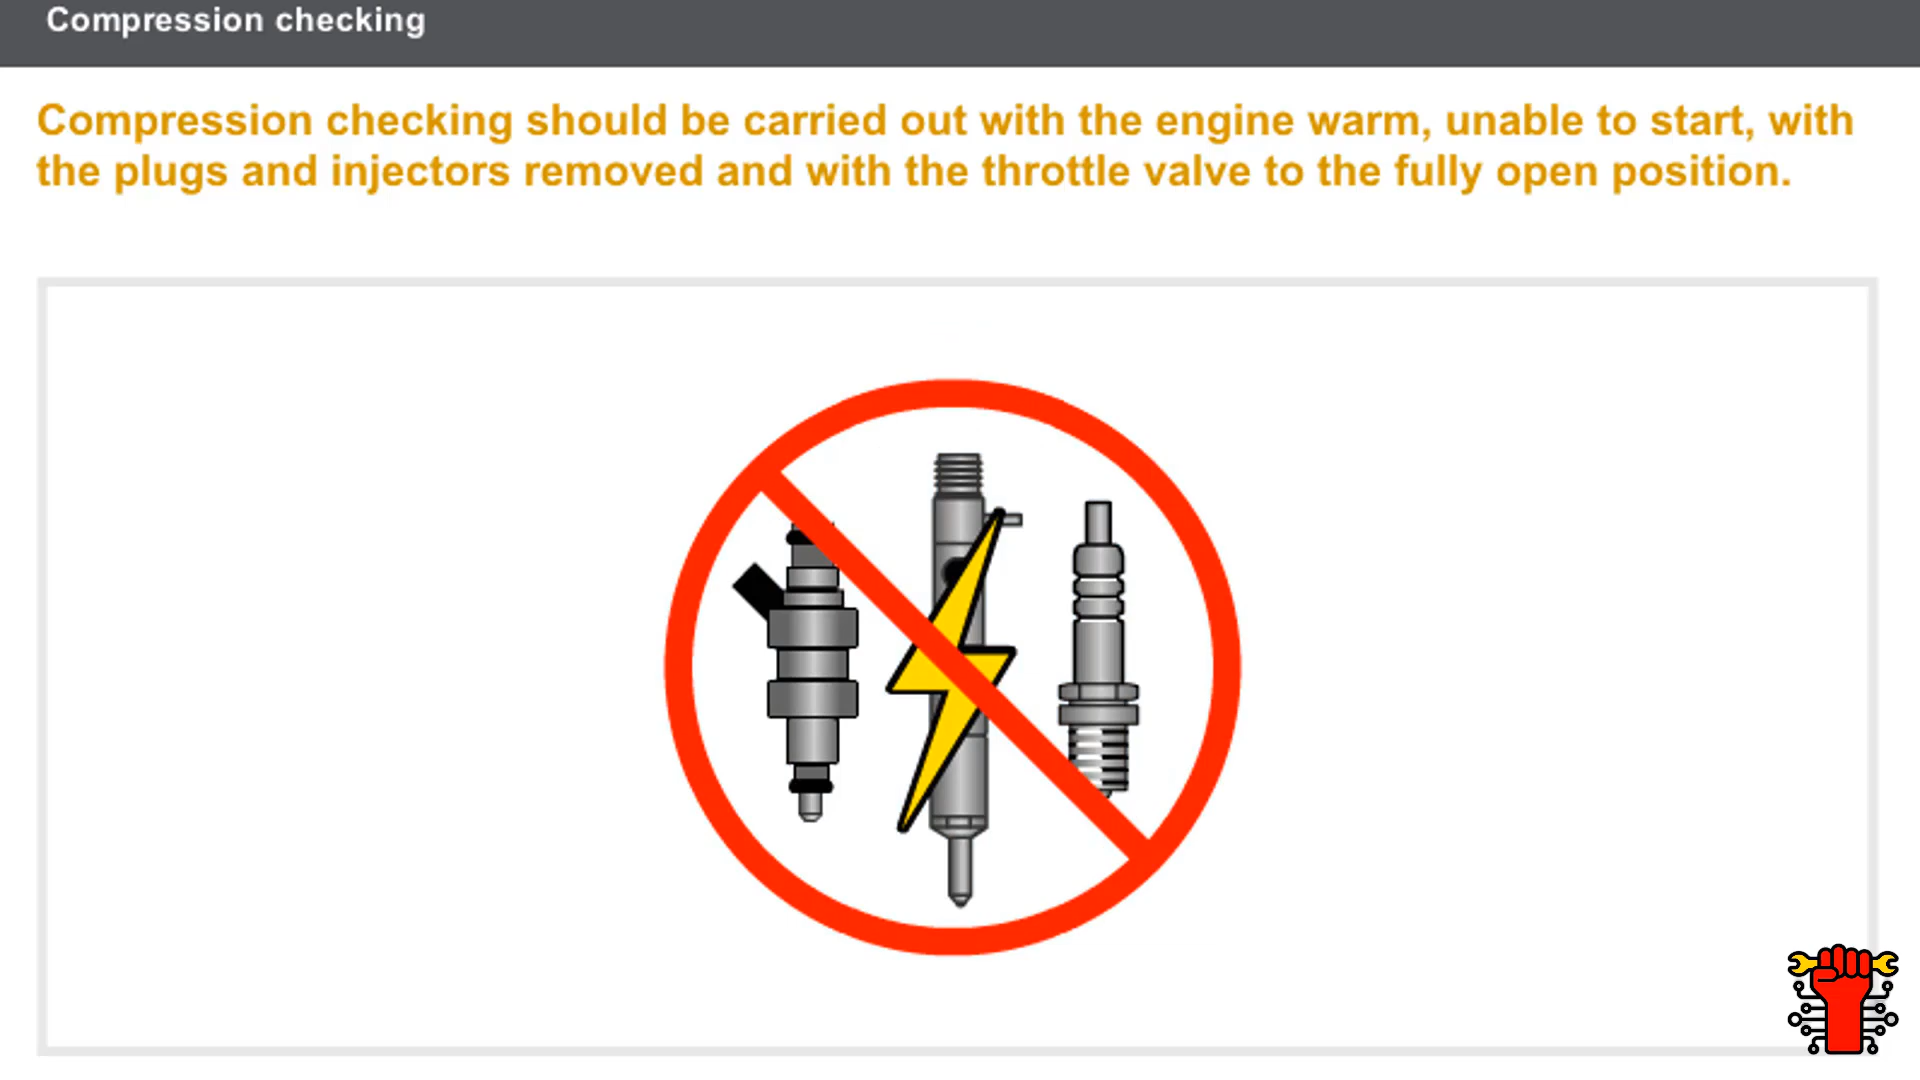 Compression checking
Compression checking should be carried out with the engine warm, unable to start, with
the plugs and injectors removed and with the throttle valve to the fully open position.